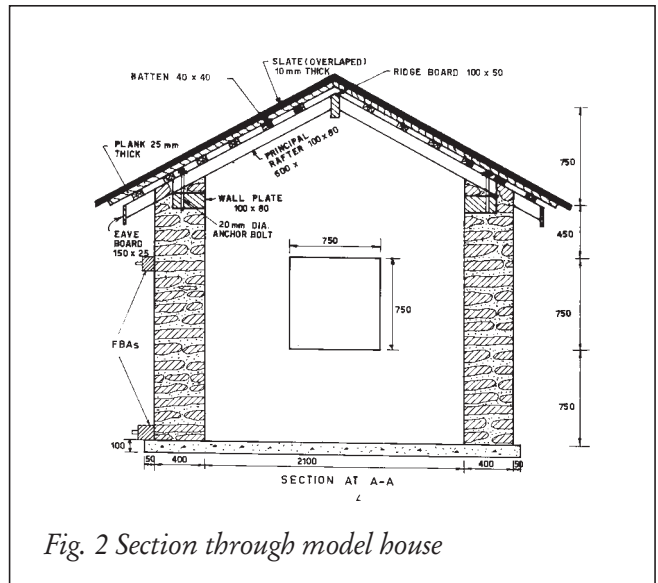 SLATE (OVERLAPED)
10 mm THICK
BATTEN 40 x 40
RIDGE BOARD 100 x 50
PLANK 25 mm
THICK
PRINCIPAL
RAFTER 100 x 80
600 x
750
WALL PLATE
100 x 80
20 mm DIA.
ANCHOR BOLT
EAVE
BOARD
150 x 25
450
750
750
750
FBAs
750
100
50 400 2100 400 50
SECTION AT A-A
Fig. 2 Section through model house